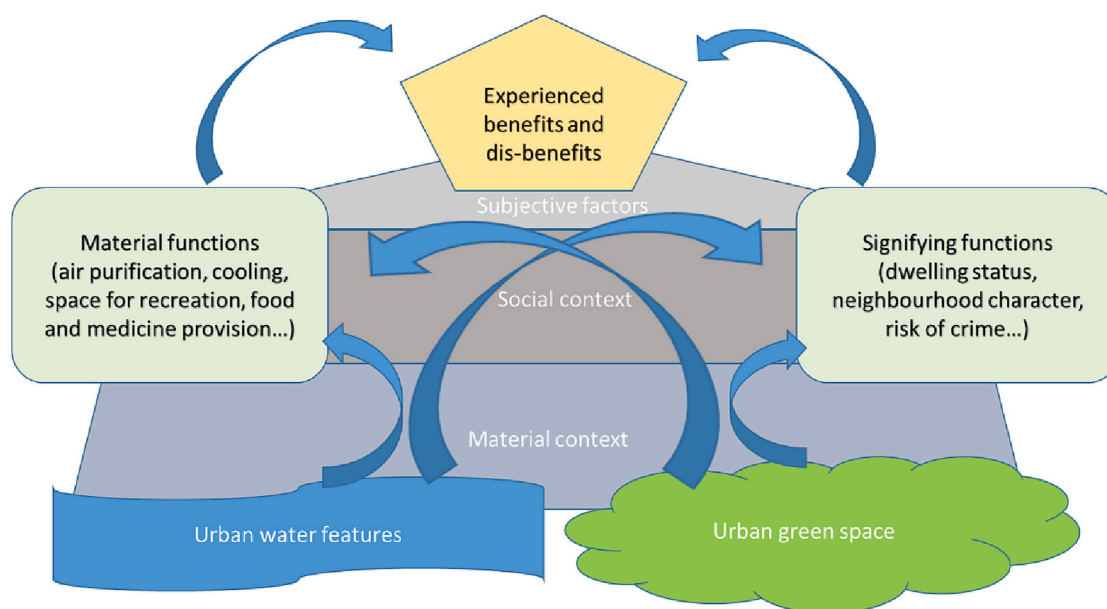 Experienced
benefits and
dis-benefits
Subjective factors
Material functions
(air purification, cooling,
space for recreation, food
and medicine provision...)
Social context
Signifying functions
(dwelling status,
neighbourhood character,
risk of crime...)
Material context
Urban water features
Urban green space